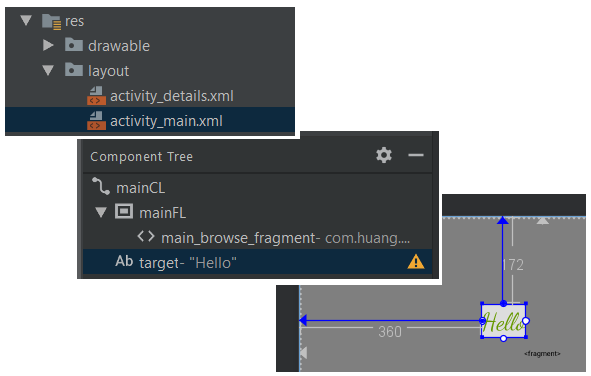 res
drawable
layout
activity_details.xml
activity_main.xml
Component Tree
mainCL
mainFL
<> main_browse_fragment- com.huang....
Ab target- "Hello"
172
Hello
360
<fragment>